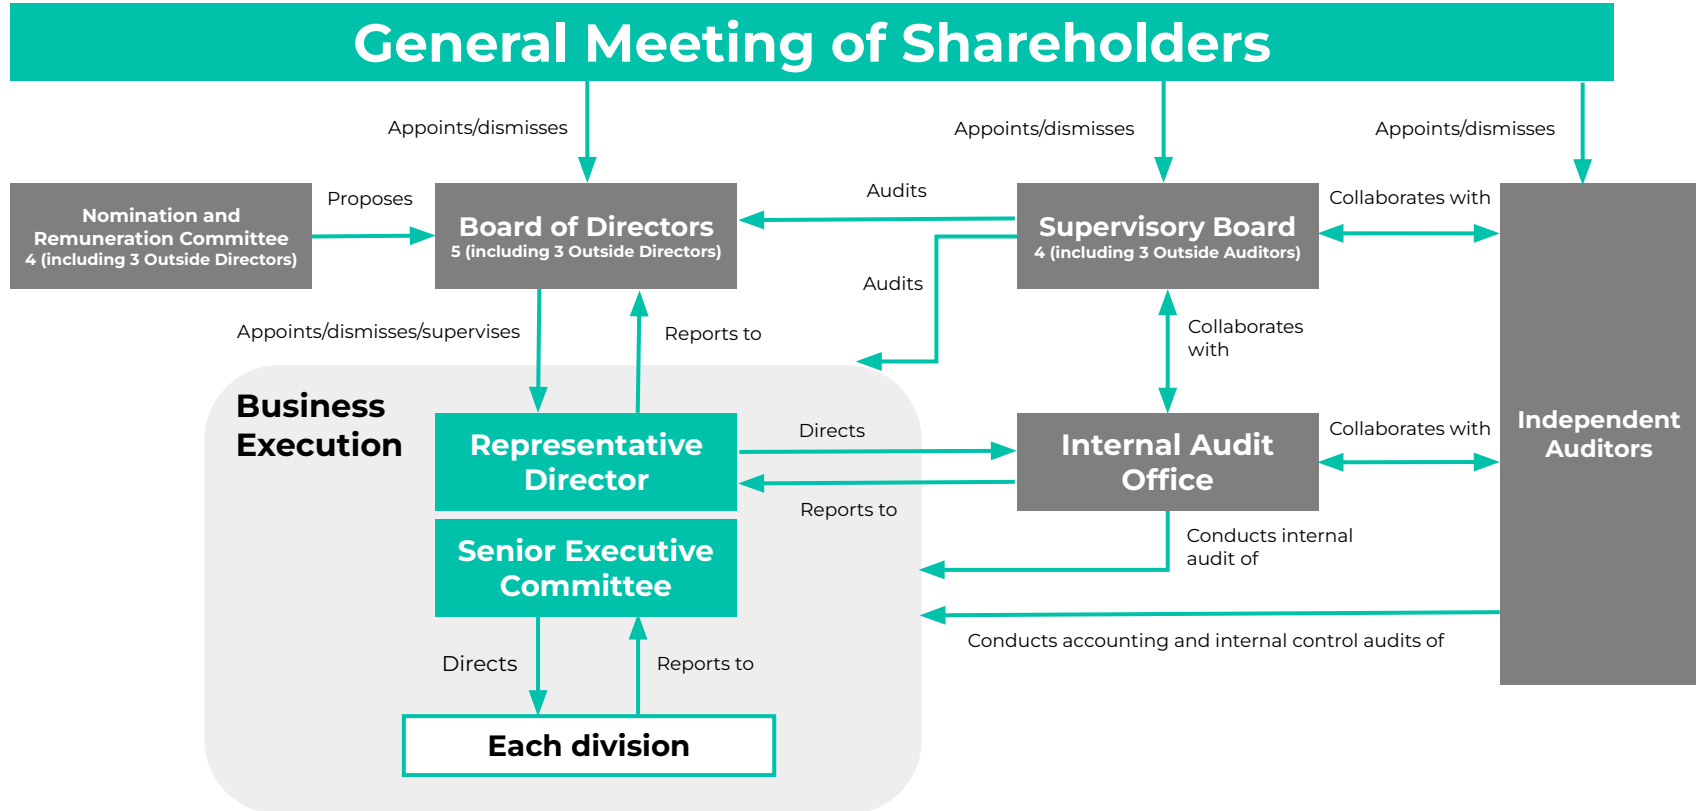 General Meeting of Shareholders
Appoints/dismisses
Appoints/dismisses
Appoints/dismisses
Nomination and
Remuneration Committee
4 (including 3 Outside Directors)
Proposes
Board of Directors
5 (including 3 Outside Directors)
Audits
Supervisory Board
4 (including 3 Outside Auditors)
Collaborates with
Audits
Appoints/dismisses/supervises
Reports to
Collaborates
with
Business
Execution
Representative
Director
Directs
Reports to
Internal Audit
Office
Collaborates with
Independent
Auditors
Senior Executive
Committee
Conducts internal
audit of
Conducts accounting and internal control audits of
Directs
Reports to
Each division